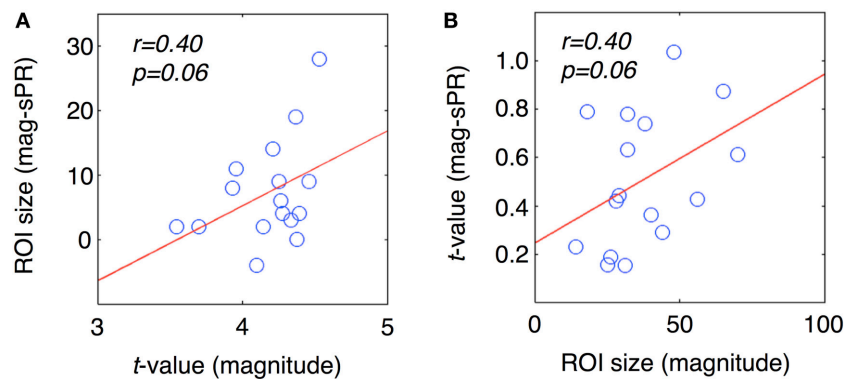 A
r=0.40
p=0.06
ROI size (mag-sPR)
30
20
10
0
3
4
5
t-value (magnitude)
B
r=0.40
p=0.06
t-value (mag-sPR)
1.0
0.8
0.6
0.4
0.2
0
50
100
ROI size (magnitude)